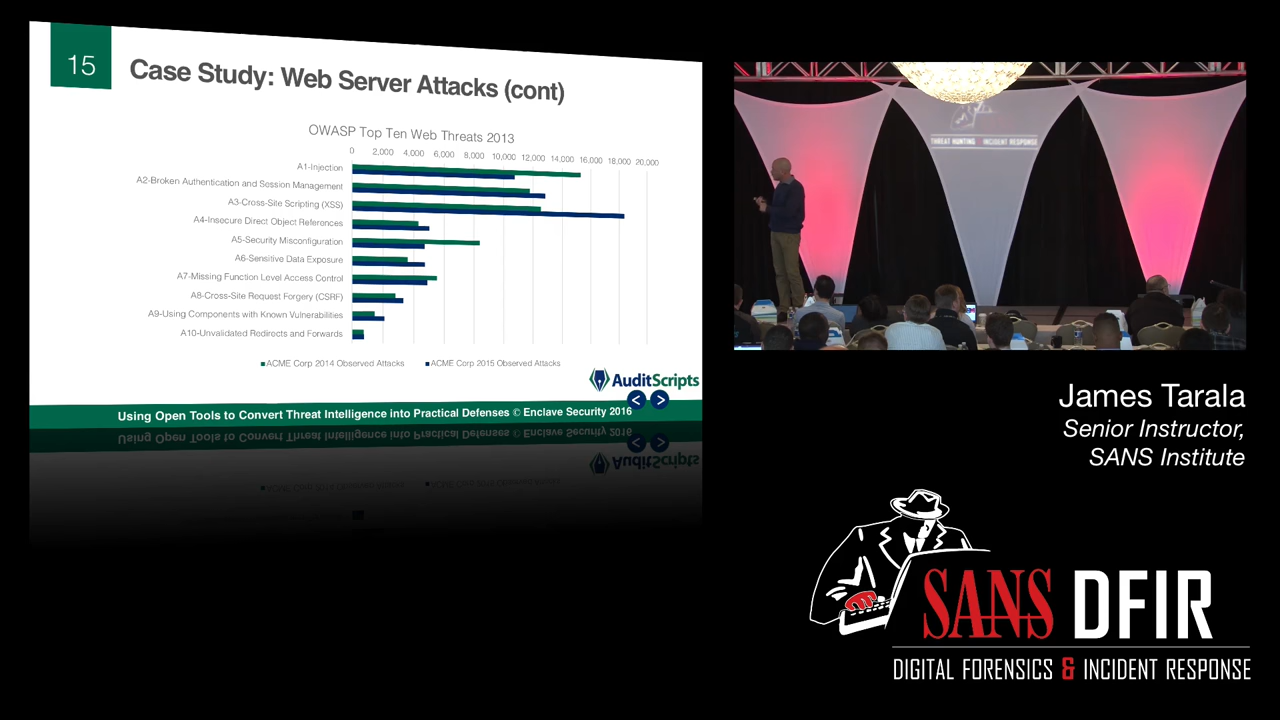 15
Case Study: Web Server Attacks (cont)
OWASP Top Ten Web Threats 2013
0 2,000 4,000 6,000 8,000 10,000 12,000 14,000 16,000 18,000 20,000
A1-Injection
A2-Broken Authentication and Session Management
A3-Cross-Site Scripting (XSS)
A4-Insecure Direct Object References
A5-Security Misconfiguration
A6-Sensitive Data Exposure
A7-Missing Function Level Access Control
A8-Cross-Site Request Forgery (CSRF)
A9-Using Components with Known Vulnerabilities
A10-Unvalidated Redirects and Forwards
ACME Corp 2014 Observed Attacks ACME Corp 2015 Observed Attacks
AuditScripts
Using Open Tools to Convert Threat Intelligence into Practical Defenses © Enclave Security 2016
THREAT HUNTING & INCIDENT RESPONSE
James Tarala
Senior Instructor,
SANS Institute
SANS DFIR
DIGITAL FORENSICS & INCIDENT RESPONSE